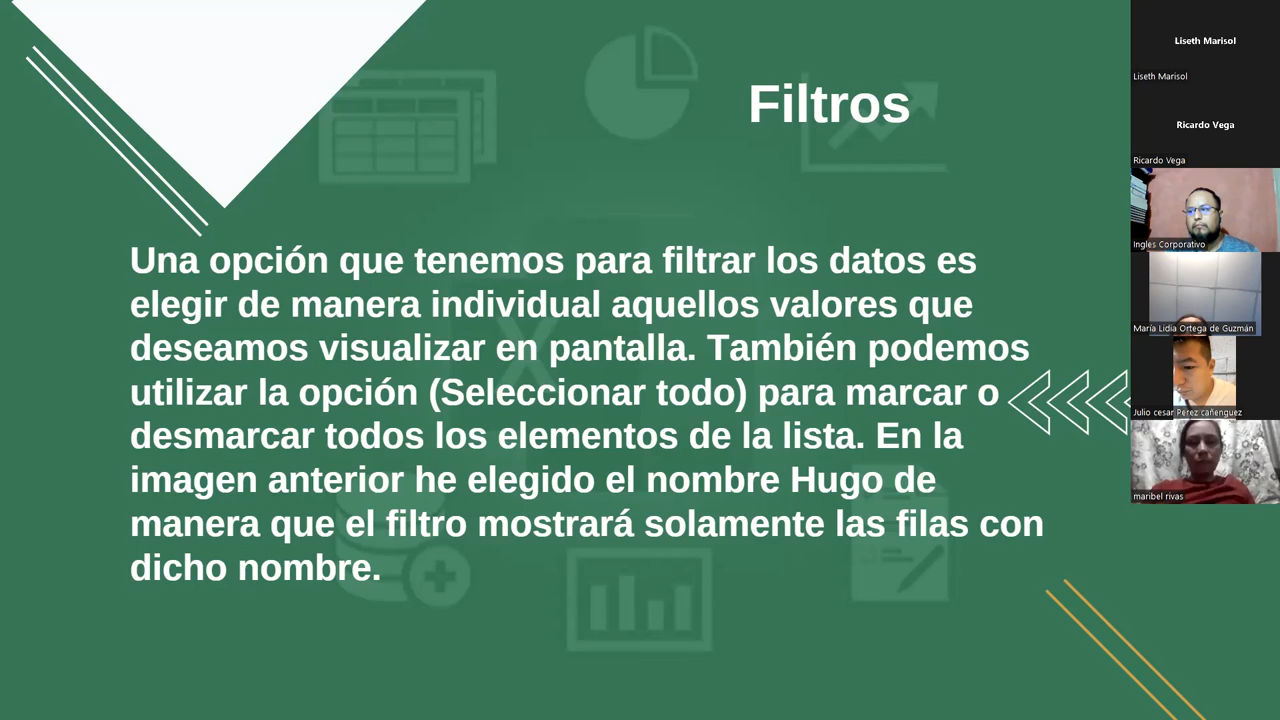 Filtros
Una opción que tenemos para filtrar los datos es
elegir de manera individual aquellos valores que
deseamos visualizar en pantalla. También podemos
utilizar la opción (Seleccionar todo) para marcar o
desmarcar todos los elementos de la lista. En la
imagen anterior he elegido el nombre Hugo de
manera que el filtro mostrará solamente las filas con
dicho nombre.
Liseth Marisol
Liseth Marisol
Ricardo Vega
Ricardo Vega
Ingles Corporativo
María Lidia Ortega de Guzmán
Julio cesar Perez cañenguez
maribel rivas